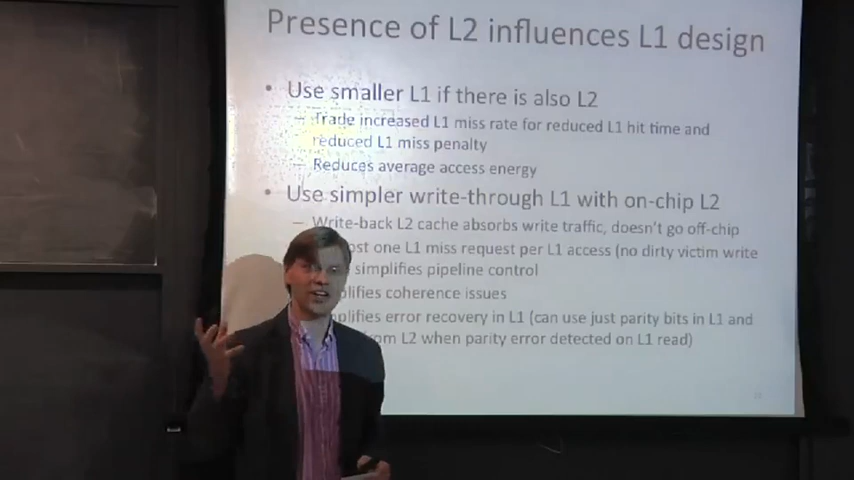 Presence of L2 influences L1 design
• Use smaller L1 if there is also L2
– Trade increased L1 miss rate for reduced L1 hit time and
reduced L1 miss penalty
– Reduces average access energy
• Use simpler write-through L1 with on-chip L2
– Write-back L2 cache absorbs write traffic, doesn't go off-chip
one L1 miss request per L1 access (no dirty victim write
simplifies pipeline control
coherence issues
error recovery in L1 (can use just parity bits in L1 and
from L2 when parity error detected on L1 read)